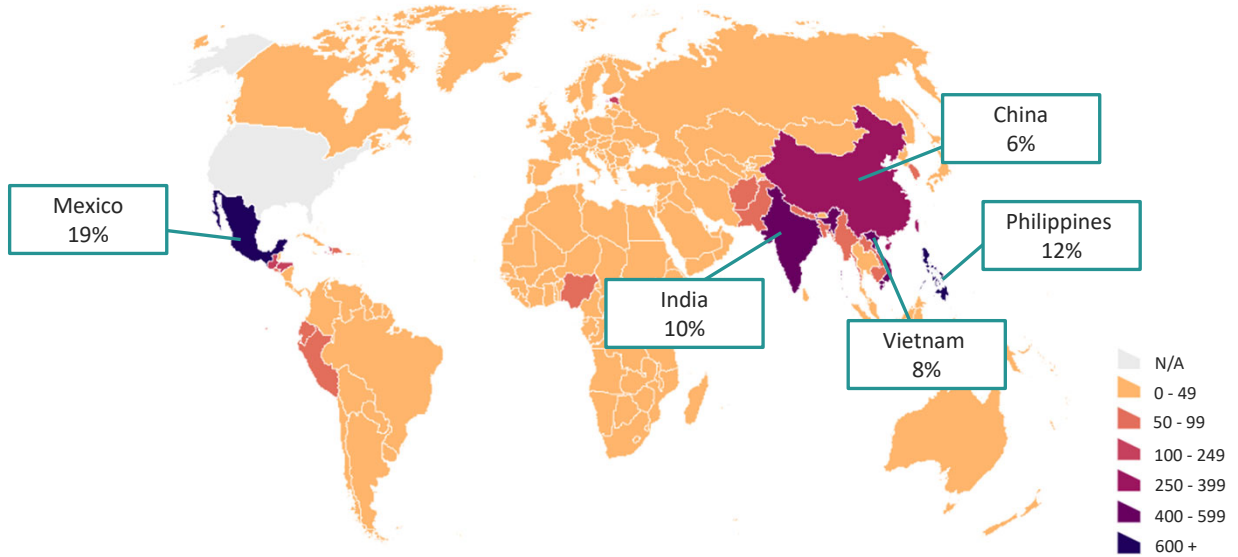 China
6%
Mexico
19%
Philippines
12%
India
10%
Vietnam
8%
N/A
0 - 49
50 - 99
100 - 249
250 - 399
400 - 599
600 +